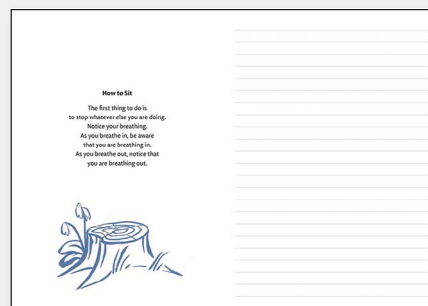 How to Sit
The first thing to do is
to stop whatever else you are doing.
Notice your breathing.
As you breathe in, be aware
that you are breathing in.
As you breathe out, notice that
you are breathing out.